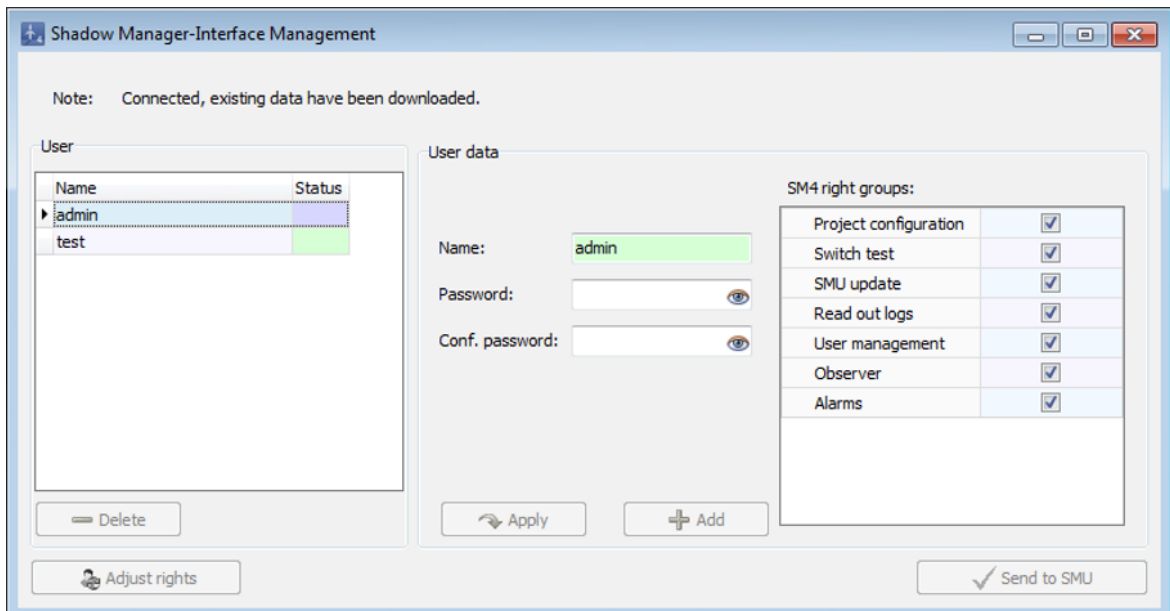 Shadow Manager-Interface Management
Note: Connected, existing data have been downloaded.
User
Name Status
admin
test
Delete
Adjust rights
User data
Name: admin
Password:
Conf. password:
Apply Add
SM4 right groups:
Project configuration
Switch test
SMU update
Read out logs
User management
Observer
Alarms
Send to SMU